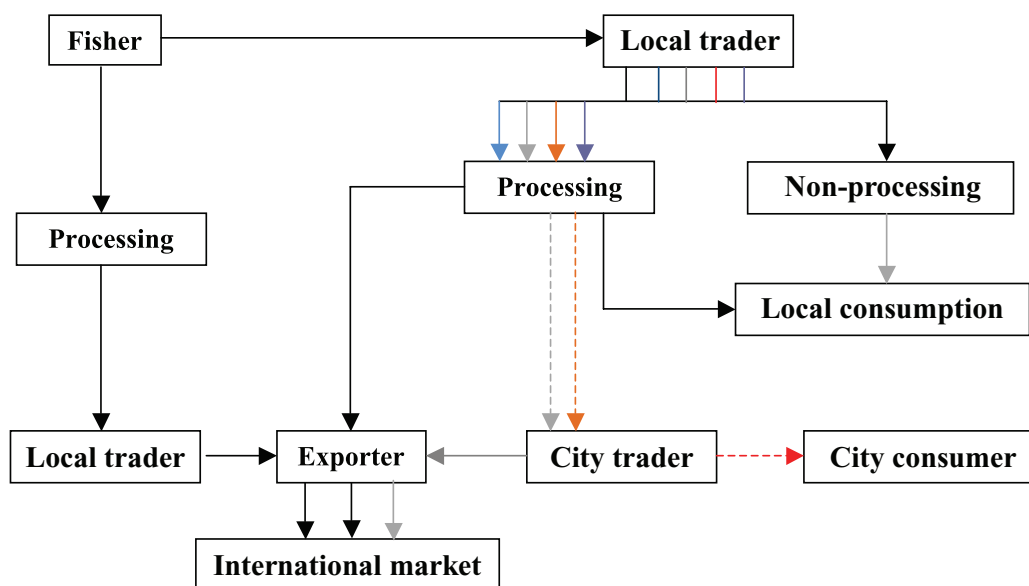 Fisher
Local trader
Processing
Non-processing
Processing
Local consumption
Local trader
Exporter
City trader
City consumer
International market